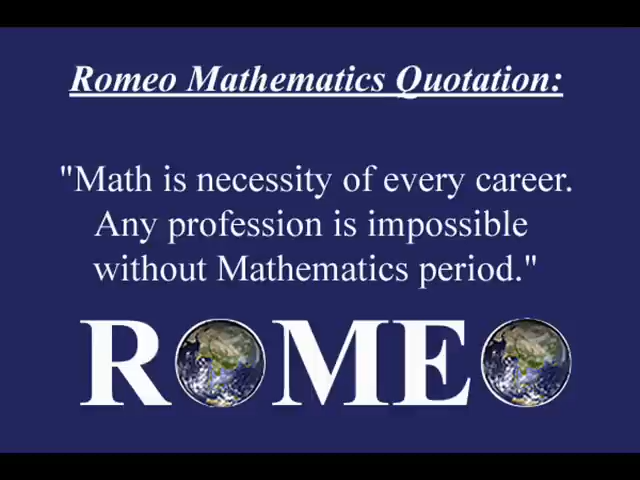 Romeo Mathematics Quotation:
"Math is necessity of every career.
Any profession is impossible
without Mathematics period."
ROMEO